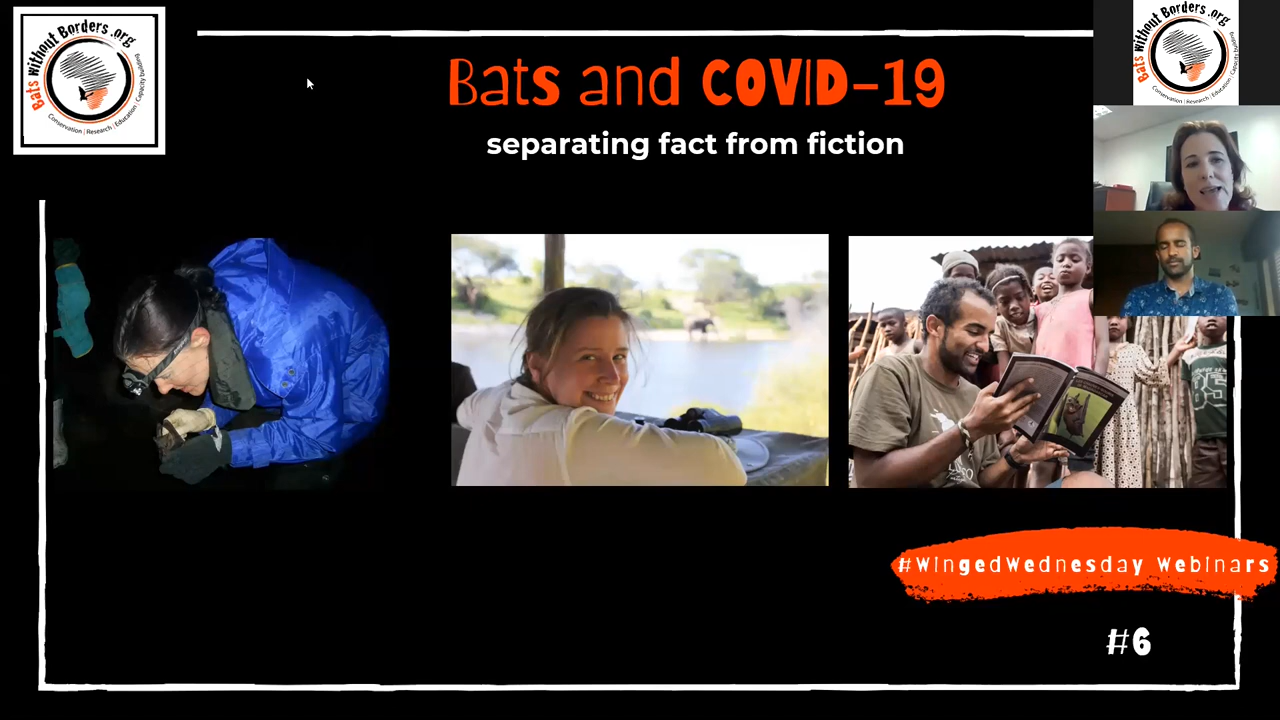 Bats without Borders .org
Conservation | Research | Education | Capacity building
Bats and COVID-19
separating fact from fiction
Bats without Borders .org
Conservation | Research | Education | Capacity building
#WingedWednesday Webinars
#6